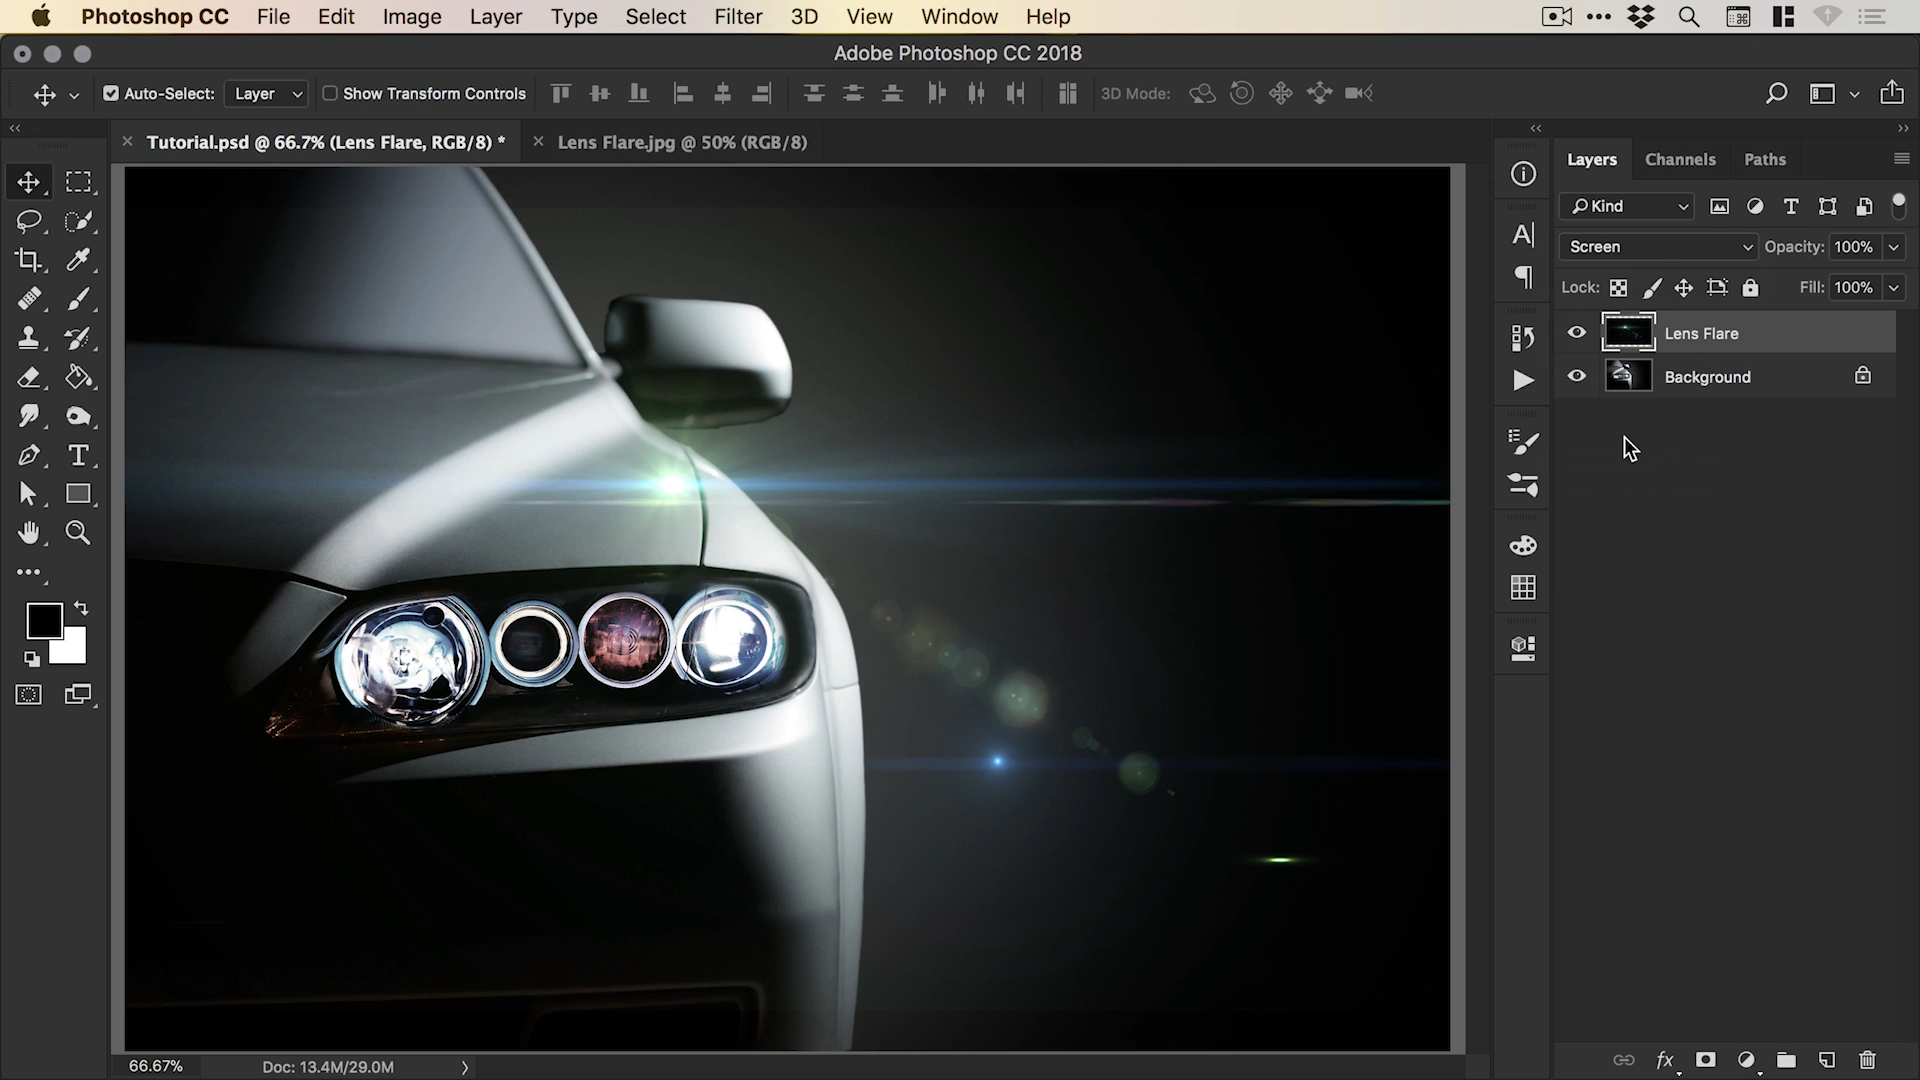 Photoshop CC File Edit Image Layer Type Select Filter 3D View Window Help
Adobe Photoshop CC 2018
Auto-Select: Layer Show Transform Controls 3D Mode:
Tutorial.psd @ 66.7% (Lens Flare, RGB/8) * Lens Flare.jpg @ 50% (RGB/8)
Layers Channels Paths
Kind
Screen Opacity: 100%
Lock: Fill: 100%
Lens Flare
Background
66.67% Doc: 13.4M/29.0M